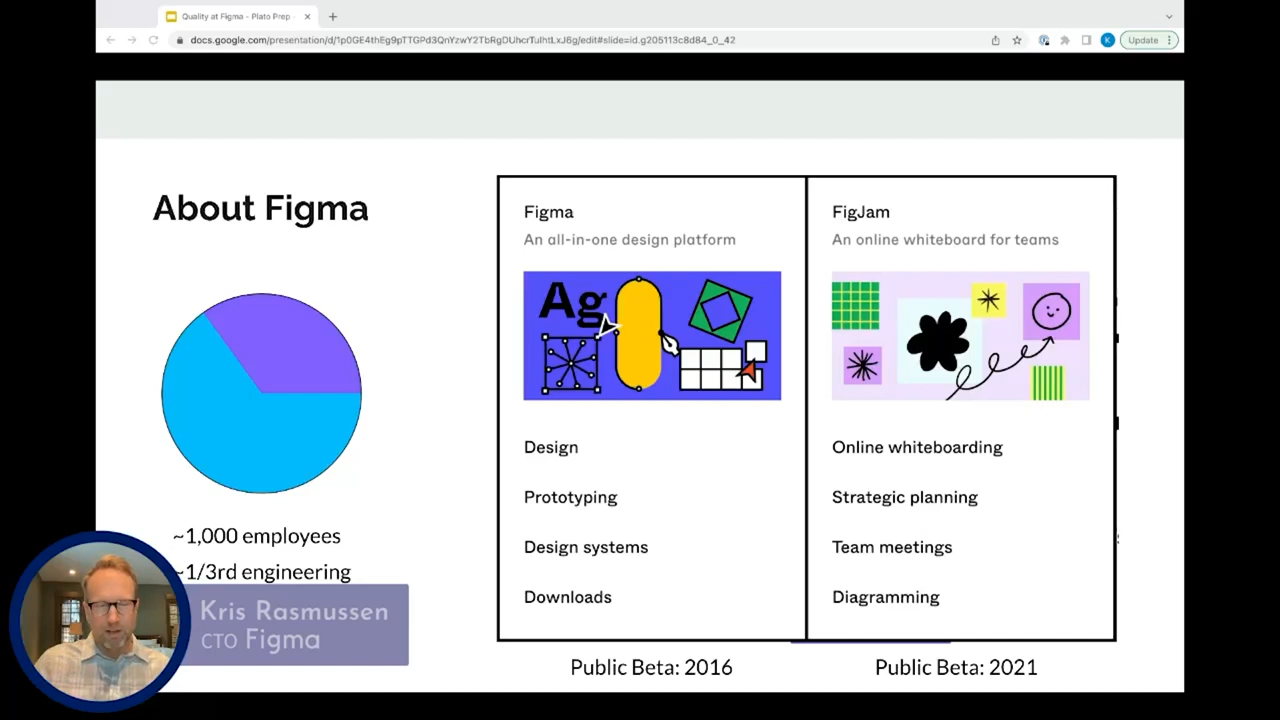 Quality at Figma - Plato Prep
docs.google.com/presentation/d/1p0GE4thEg9pTTGPd3QnYzwY2TbRgDUhcrTulhtLxJ6g/edit#slide=id.g205113c8d84_0_42
K
Update
About Figma
~1,000 employees
~1/3rd engineering
Figma
An all-in-one design platform
Ag
Design
Prototyping
Design systems
Downloads
Public Beta: 2016
FigJam
An online whiteboard for teams
Online whiteboarding
Strategic planning
Team meetings
Diagramming
Public Beta: 2021
Kris Rasmussen
CTO Figma